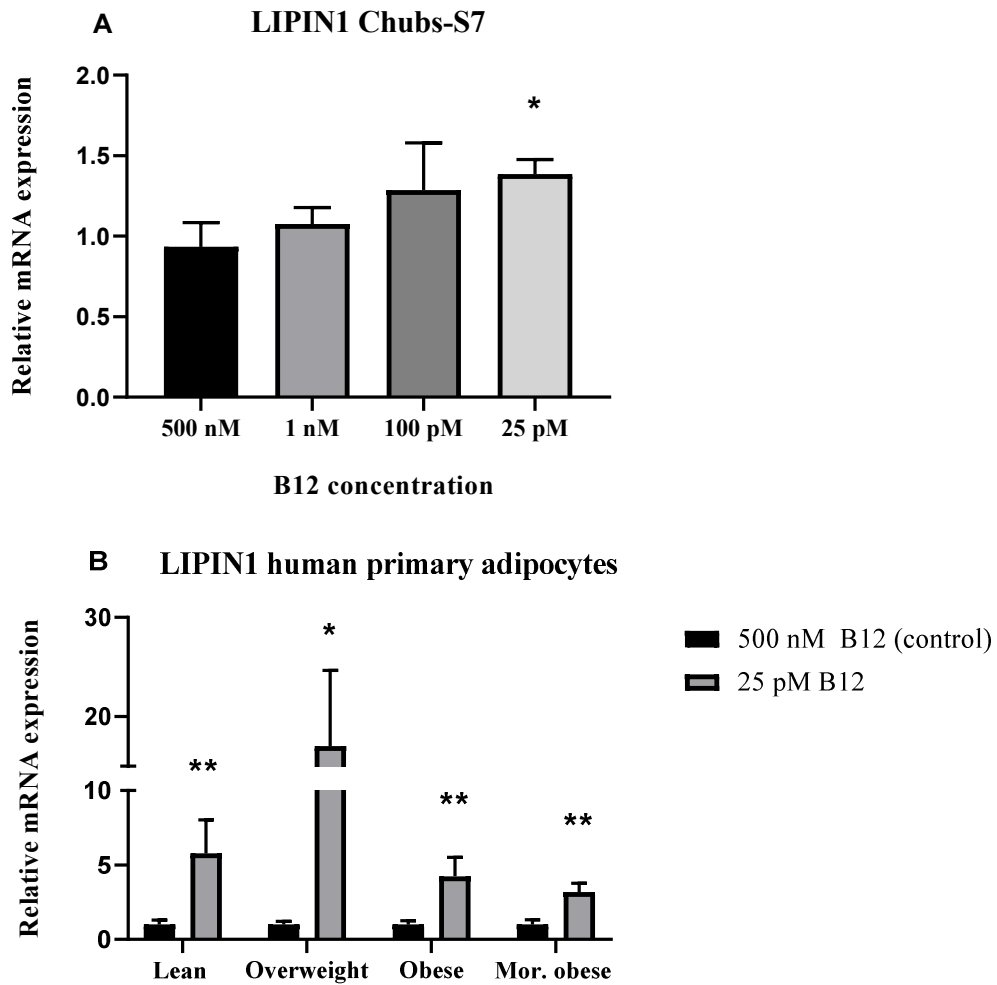 A
LIPIN1 Chubs-S7
Relative mRNA expression
2.0
1.5
1.0
0.5
0.0
*
500 nM 1 nM 100 pM 25 pM
B12 concentration
B
LIPIN1 human primary adipocytes
Relative mRNA expression
30
20
10
5
0
** * ** **
Lean Overweight Obese Mor. obese
500 nM B12 (control)
25 pM B12